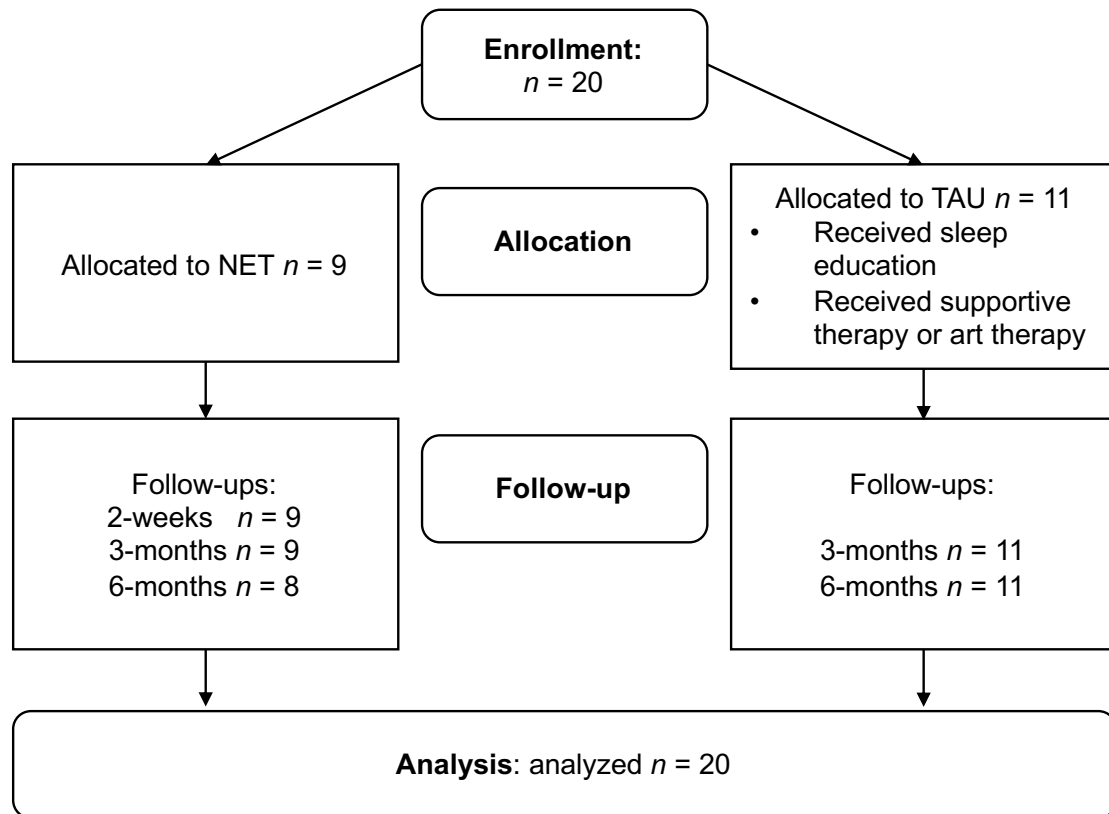 Enrollment:
n = 20
Allocated to NET n = 9
Allocation
Allocated to TAU n = 11
• Received sleep
education
• Received supportive
therapy or art therapy
Follow-ups:
2-weeks n = 9
3-months n = 9
6-months n = 8
Follow-up
Follow-ups:
3-months n = 11
6-months n = 11
Analysis: analyzed n = 20